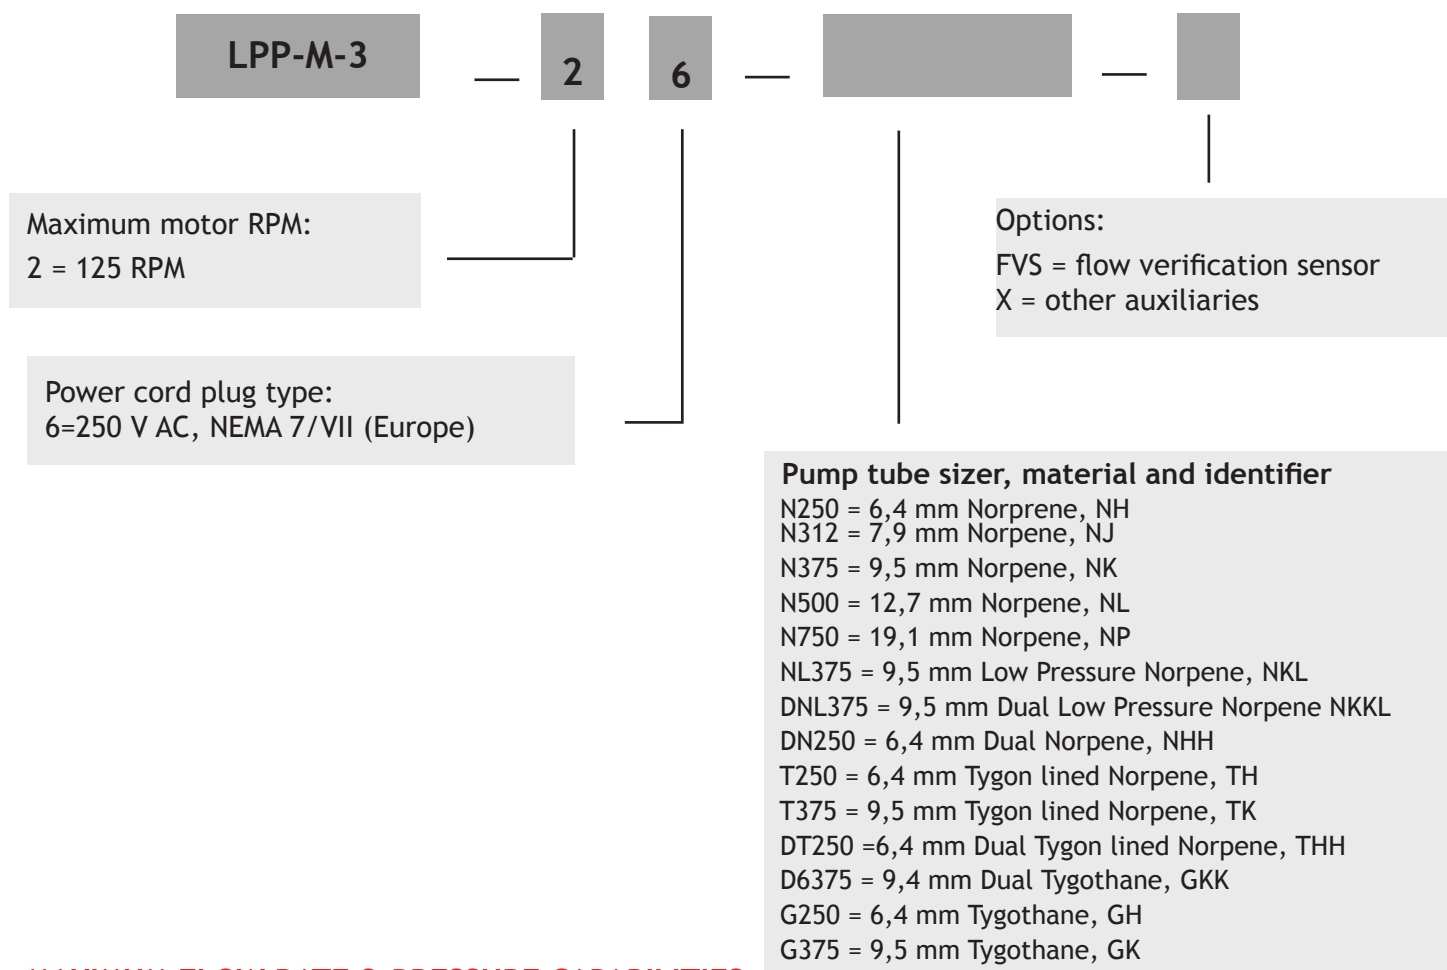 LPP-M-3 — 2 6 — —
Maximum motor RPM:
2 = 125 RPM
Options:
FVS = flow verification sensor
X = other auxiliaries
Power cord plug type:
6=250 V AC, NEMA 7/VII (Europe)
Pump tube sizer, material and identifier
N250 = 6,4 mm Norprene, NH
N312 = 7,9 mm Norpene, NJ
N375 = 9,5 mm Norpene, NK
N500 = 12,7 mm Norpene, NL
N750 = 19,1 mm Norpene, NP
NL375 = 9,5 mm Low Pressure Norpene, NKL
DNL375 = 9,5 mm Dual Low Pressure Norpene NKKL
DN250 = 6,4 mm Dual Norpene, NHH
T250 = 6,4 mm Tygon lined Norpene, TH
T375 = 9,5 mm Tygon lined Norpene, TK
DT250 =6,4 mm Dual Tygon lined Norpene, THH
D6375 = 9,4 mm Dual Tygothane, GKK
G250 = 6,4 mm Tygothane, GH
G375 = 9,5 mm Tygothane, GK